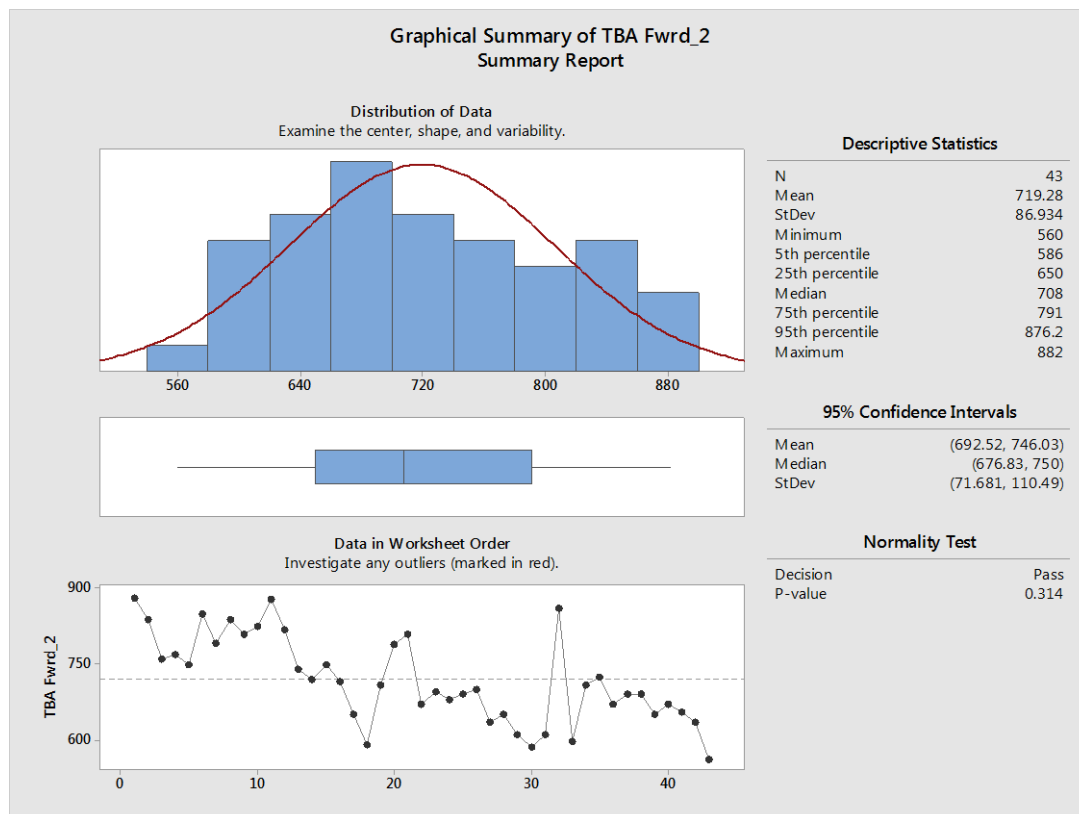 Graphical Summary of TBA Fwrd_2
Summary Report
Distribution of Data
Examine the center, shape, and variability.
560 640 720 800 880
Data in Worksheet Order
Investigate any outliers (marked in red).
TBA Fwrd_2
900
750
600
0 10 20 30 40
Descriptive Statistics
N 43
Mean 719.28
StDev 86.934
Minimum 560
5th percentile 586
25th percentile 650
Median 708
75th percentile 791
95th percentile 876.2
Maximum 882
95% Confidence Intervals
Mean (692.52, 746.03)
Median (676.83, 750)
StDev (71.681, 110.49)
Normality Test
Decision Pass
P-value 0.314